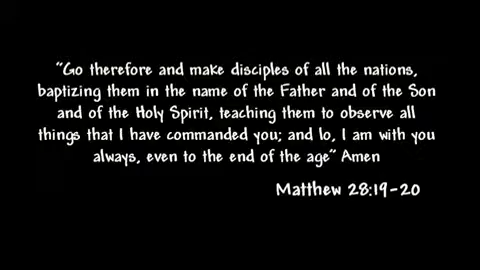 "Go therefore and make disciples of all the nations,
baptizing them in the name of the Father and of the Son
and of the Holy Spirit, teaching them to observe all
things that I have commanded you; and lo, I am with you
always, even to the end of the age" Amen
Matthew 28:19-20